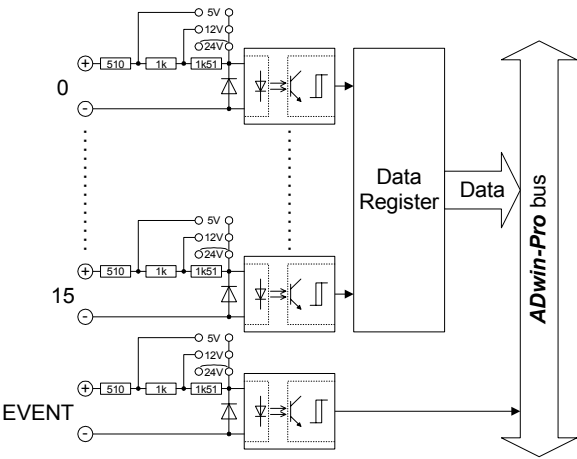 5V
12V
24V
+ 510 1k 1k51
0
-
Data
Register
Data
ADwin-Pro bus
5V
12V
24V
+ 510 1k 1k51
15
-
5V
12V
24V
+ 510 1k 1k51
EVENT
-